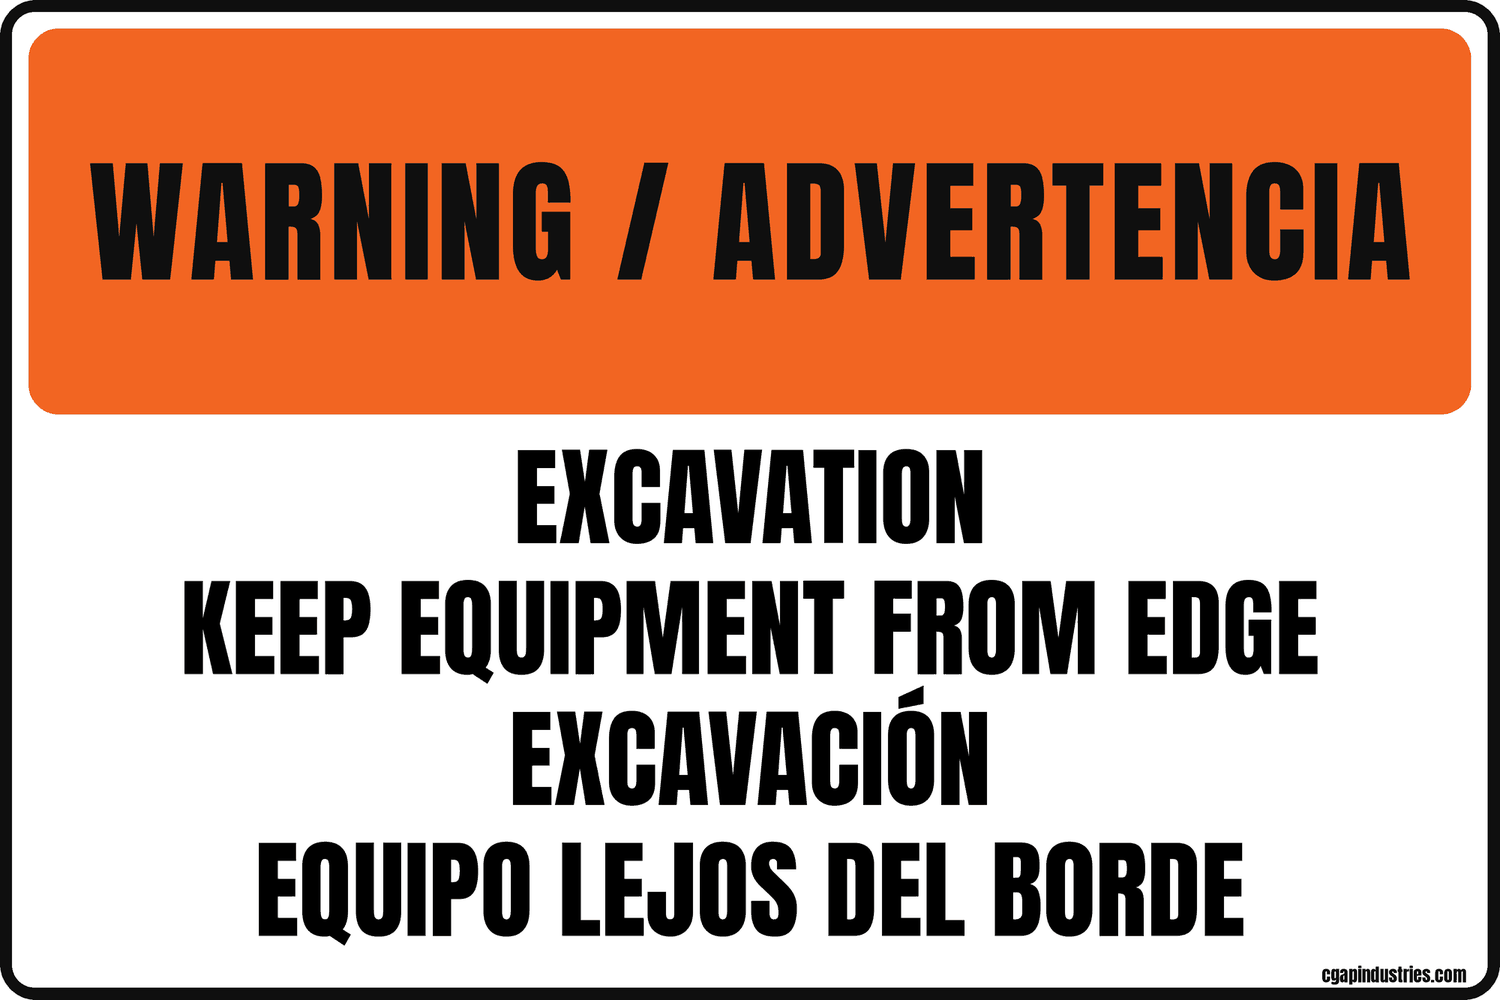 WARNING / ADVERTENCIA
EXCAVATION
KEEP EQUIPMENT FROM EDGE
EXCAVACIÓN
EQUIPO LEJOS DEL BORDE
cgapindustries.com